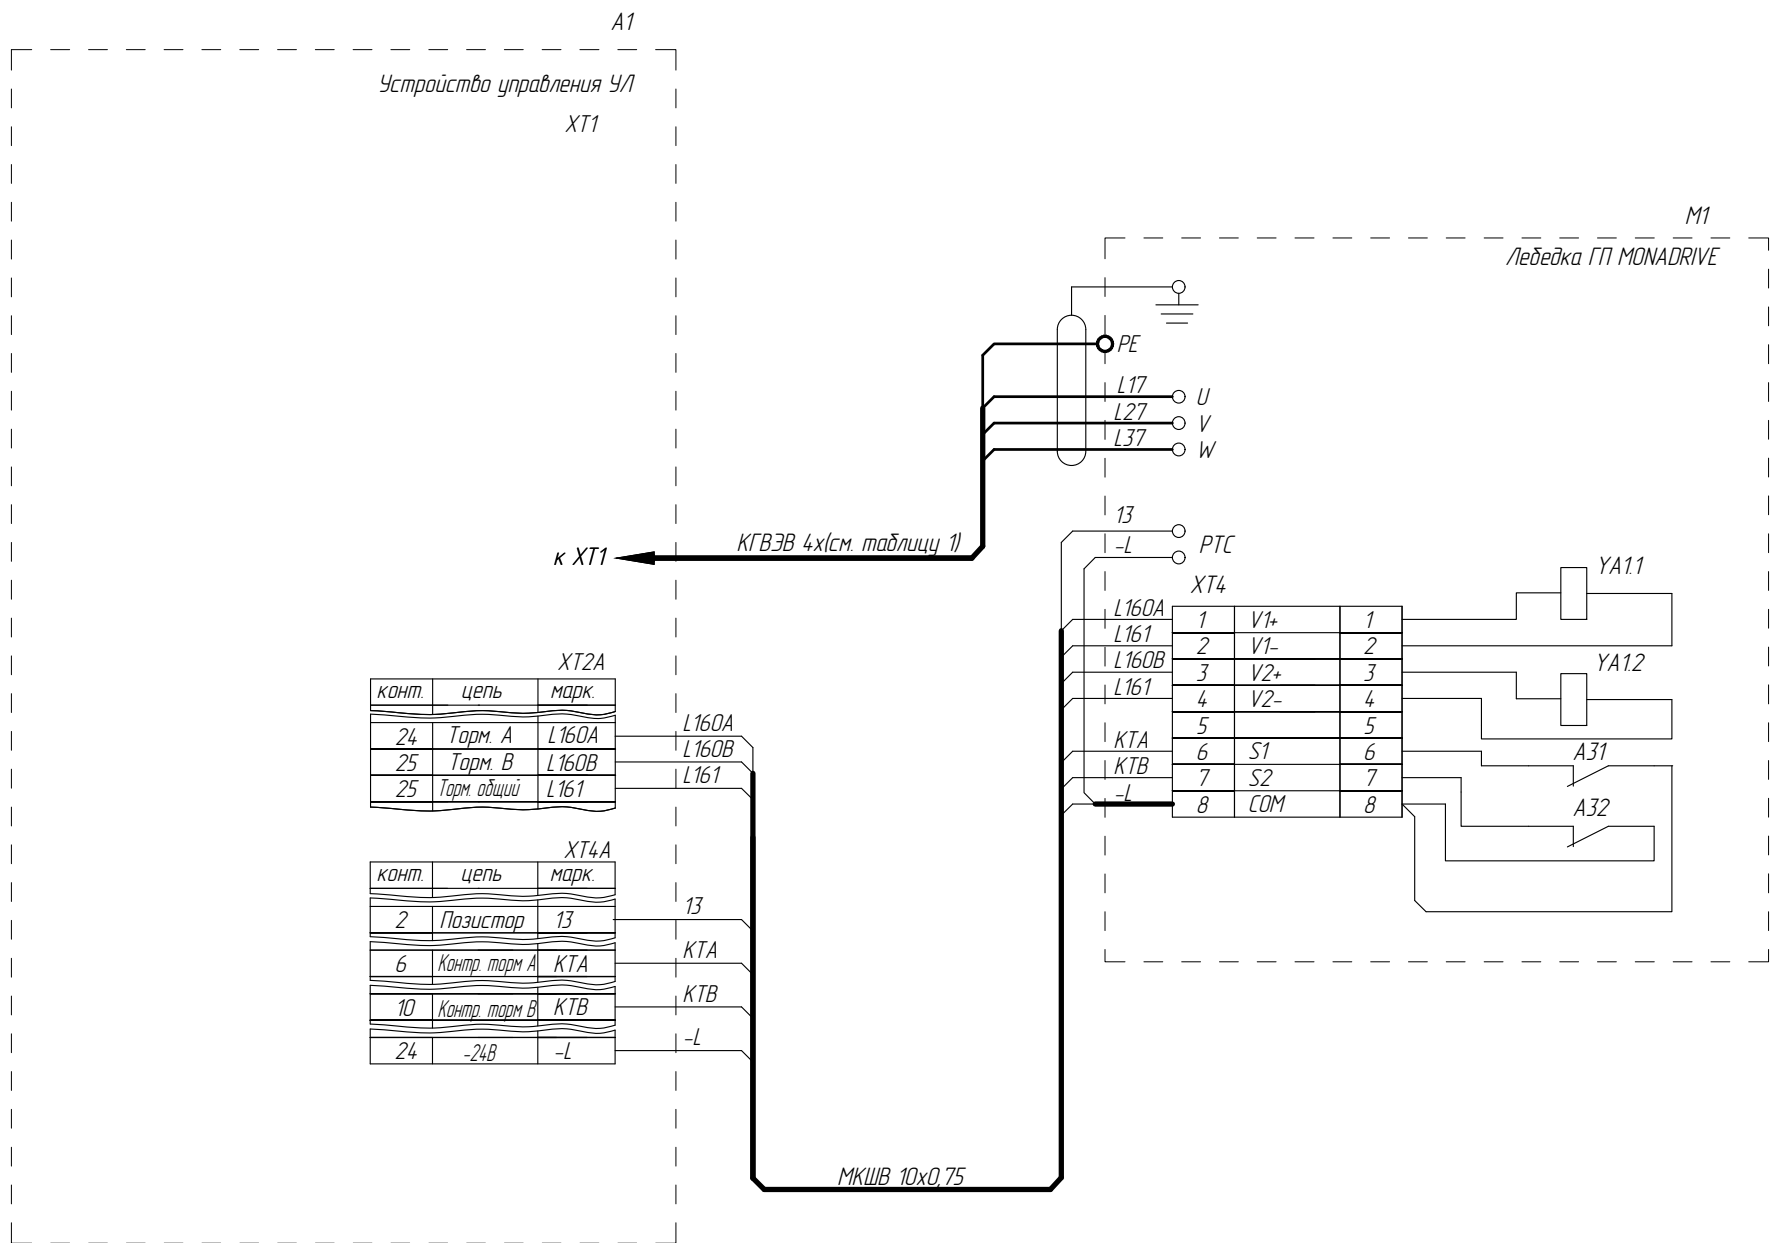 A1
Устройство управления УЛ
XT1
M1
Лебедка ГП MONADRIVE
PE
L17
U
L27
V
L37
W
13
PTC
-L
к XT1
КГВЭВ 4х(см. таблицу 1)
XT4
YA1.1
L160A
1 V1+ 1
L161
2 V1- 2
L160B
3 V2+ 3
YA1.2
L161
4 V2- 4
5 5
KTA
6 S1 6
A31
KTB
7 S2 7
-L
8 COM 8
A32
XT2A
конт. цепь марк.
24 Торм. А L160A
L160A
25 Торм. В L160B
L160B
25 Торм. общий L161
L161
XT4A
конт. цепь марк.
2 Позистор 13
13
6 Контр. торм А KTA
KTA
10 Контр. торм В KTB
KTB
24 -24В -L
-L
МКШВ 10х0,75